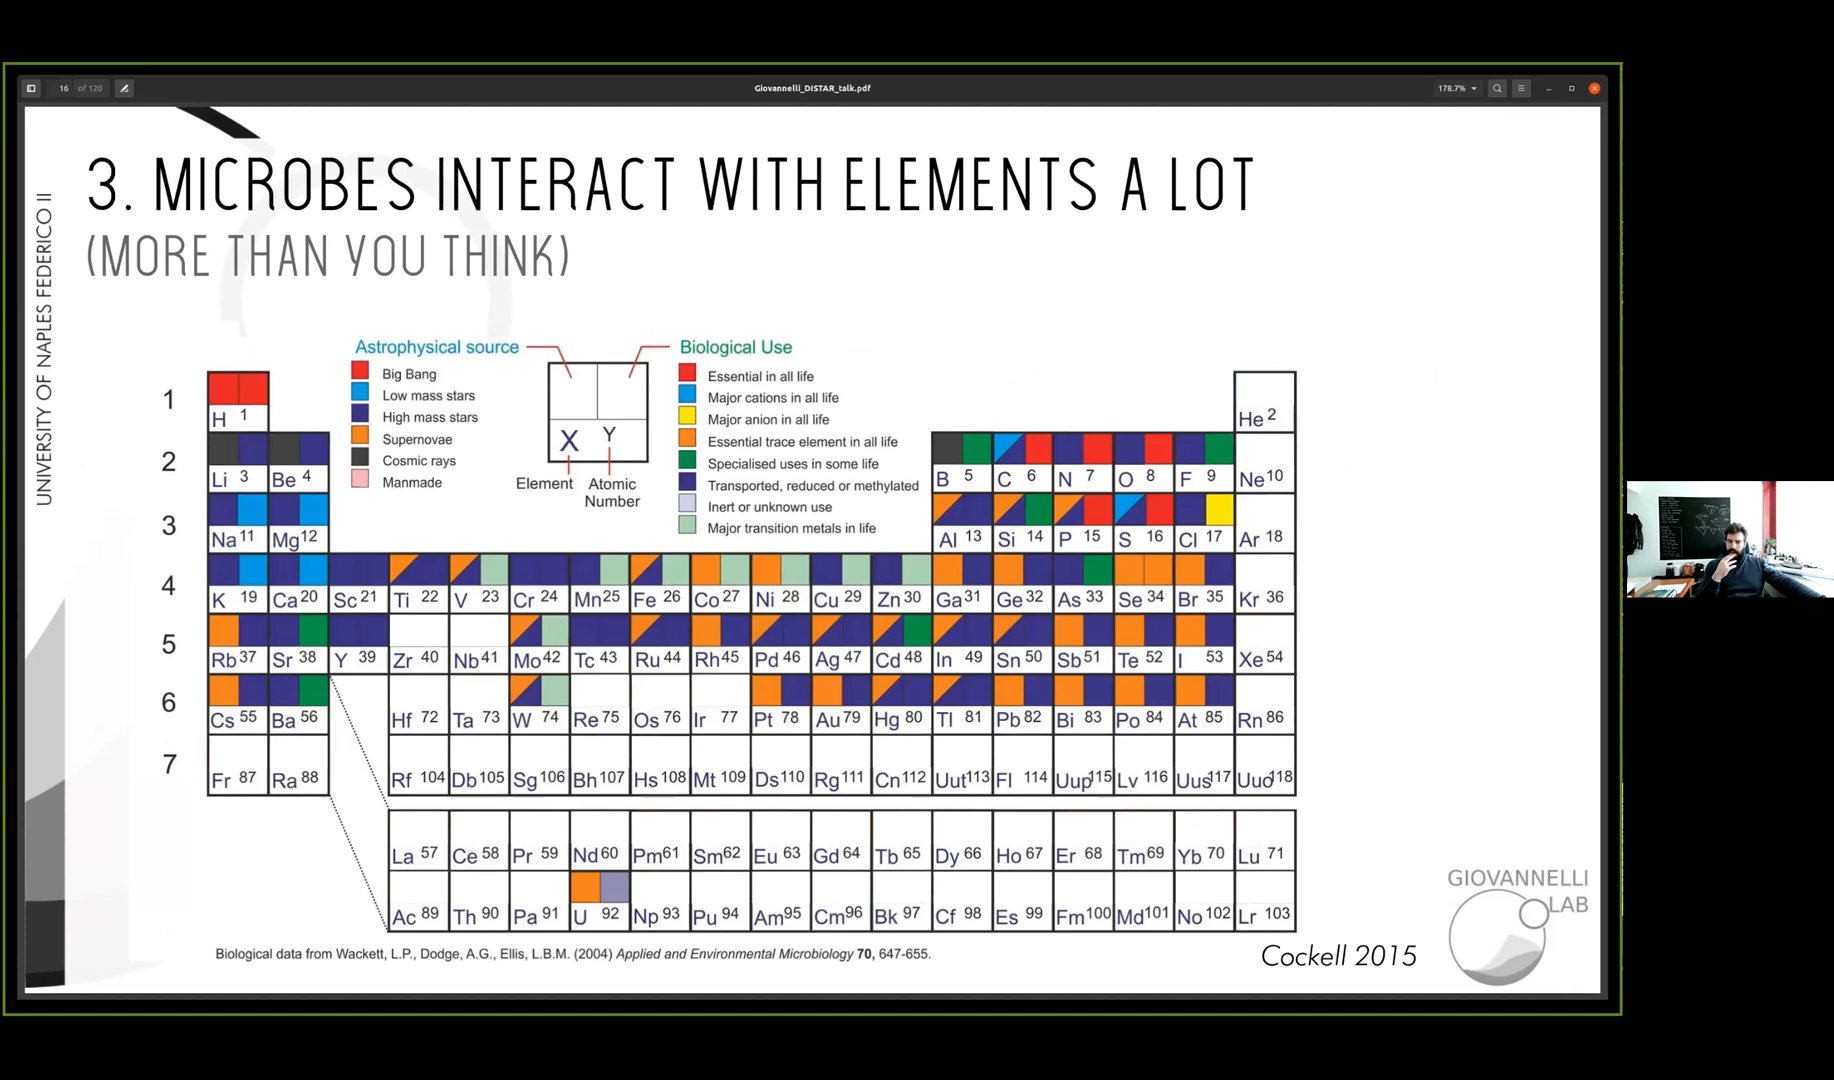 16 of 120
Giovannelli_DISTAR_talk.pdf
178.7%
UNIVERSITY OF NAPLES FEDERICO II
3. MICROBES INTERACT WITH ELEMENTS A LOT
(MORE THAN YOU THINK)
Astrophysical source
Big Bang
Low mass stars
High mass stars
Supernovae
Cosmic rays
Manmade
X Y
Element
Atomic
Number
Biological Use
Essential in all life
Major cations in all life
Major anion in all life
Essential trace element in all life
Specialised uses in some life
Transported, reduced or methylated
Inert or unknown use
Major transition metals in life
1
H 1 He 2
2
Li 3 Be 4 B 5 C 6 N 7 O 8 F 9 Ne 10
3
Na 11 Mg 12 Al 13 Si 14 P 15 S 16 Cl 17 Ar 18
4
K 19 Ca 20 Sc 21 Ti 22 V 23 Cr 24 Mn 25 Fe 26 Co 27 Ni 28 Cu 29 Zn 30 Ga 31 Ge 32 As 33 Se 34 Br 35 Kr 36
5
Rb 37 Sr 38 Y 39 Zr 40 Nb 41 Mo 42 Tc 43 Ru 44 Rh 45 Pd 46 Ag 47 Cd 48 In 49 Sn 50 Sb 51 Te 52 I 53 Xe 54
6
Cs 55 Ba 56 Hf 72 Ta 73 W 74 Re 75 Os 76 Ir 77 Pt 78 Au 79 Hg 80 Tl 81 Pb 82 Bi 83 Po 84 At 85 Rn 86
7
Fr 87 Ra 88 Rf 104 Db 105 Sg 106 Bh 107 Hs 108 Mt 109 Ds 110 Rg 111 Cn 112 Uut 113 Fl 114 Uup 115 Lv 116 Uus 117 Uuo 118
La 57 Ce 58 Pr 59 Nd 60 Pm 61 Sm 62 Eu 63 Gd 64 Tb 65 Dy 66 Ho 67 Er 68 Tm 69 Yb 70 Lu 71
Ac 89 Th 90 Pa 91 U 92 Np 93 Pu 94 Am 95 Cm 96 Bk 97 Cf 98 Es 99 Fm 100 Md 101 No 102 Lr 103
Biological data from Wackett, L.P., Dodge, A.G., Ellis, L.B.M. (2004) Applied and Environmental Microbiology 70, 647-655.
Cockell 2015
GIOVANNELLI
LAB